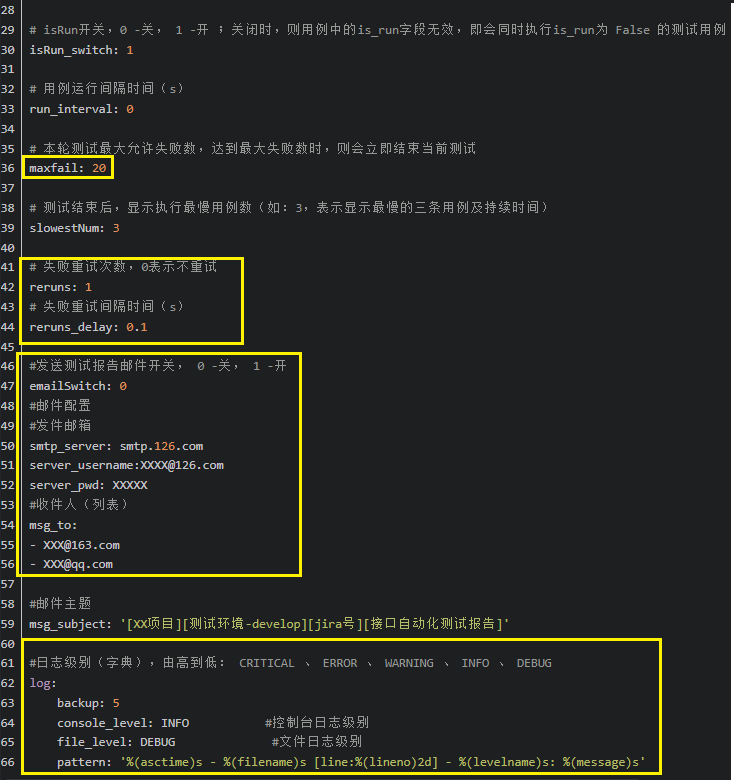 28
29 # isRun开关，0 -关， 1 -开 ；关闭时，则用例中的is_run字段无效，即会同时执行is_run为 False 的测试用例
30 isRun_switch: 1
31
32 # 用例运行间隔时间（s）
33 run_interval: 0
34
35 # 本轮测试最大允许失败数，达到最大失败数时，则会立即结束当前测试
36 maxfail: 20
37
38 # 测试结束后，显示执行最慢用例数（如：3，表示显示最慢的三条用例及持续时间）
39 slowestNum: 3
40
41 # 失败重试次数，0表示不重试
42 reruns: 1
43 # 失败重试间隔时间（s）
44 reruns_delay: 0.1
45
46 #发送测试报告邮件开关， 0 -关， 1 -开
47 emailSwitch: 0
48 #邮件配置
49 #发件邮箱
50 smtp_server: smtp.126.com
51 server_username:XXXX@126.com
52 server_pwd: XXXXX
53 #收件人（列表）
54 msg_to:
55 - XXX@163.com
56 - XXX@qq.com
57
58 #邮件主题
59 msg_subject: '[XX项目][测试环境-develop][jira号][接口自动化测试报告]'
60
61 #日志级别（字典），由高到低： CRITICAL 、 ERROR 、 WARNING 、 INFO 、 DEBUG
62 log:
63     backup: 5
64     console_level: INFO           #控制台日志级别
65     file_level: DEBUG              #文件日志级别
66     pattern: '%(asctime)s - %(filename)s [line:%(lineno)2d] - %(levelname)s: %(message)s'